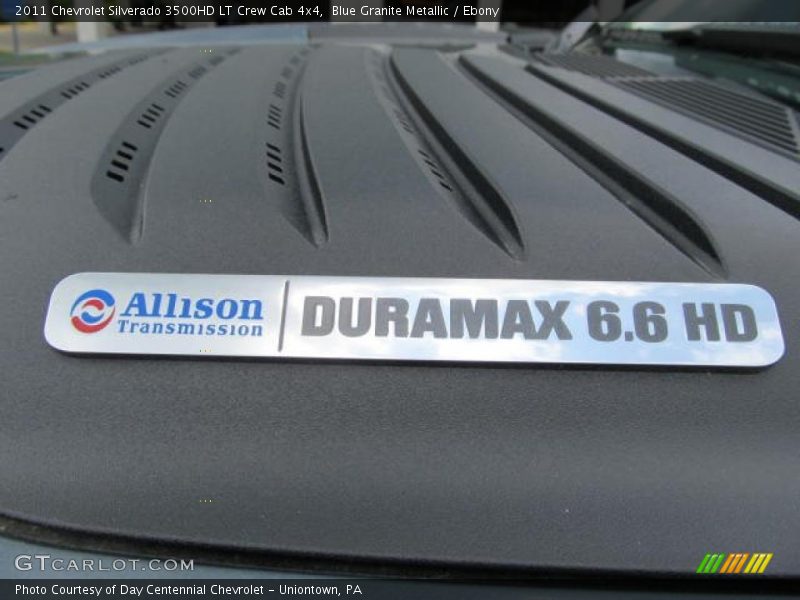 2011 Chevrolet Silverado 3500HD LT Crew Cab 4x4, Blue Granite Metallic / Ebony
Allison
Transmission
DURAMAX 6.6 HD
GTCARLOT.COM
Photo Courtesy of Day Centennial Chevrolet - Uniontown, PA